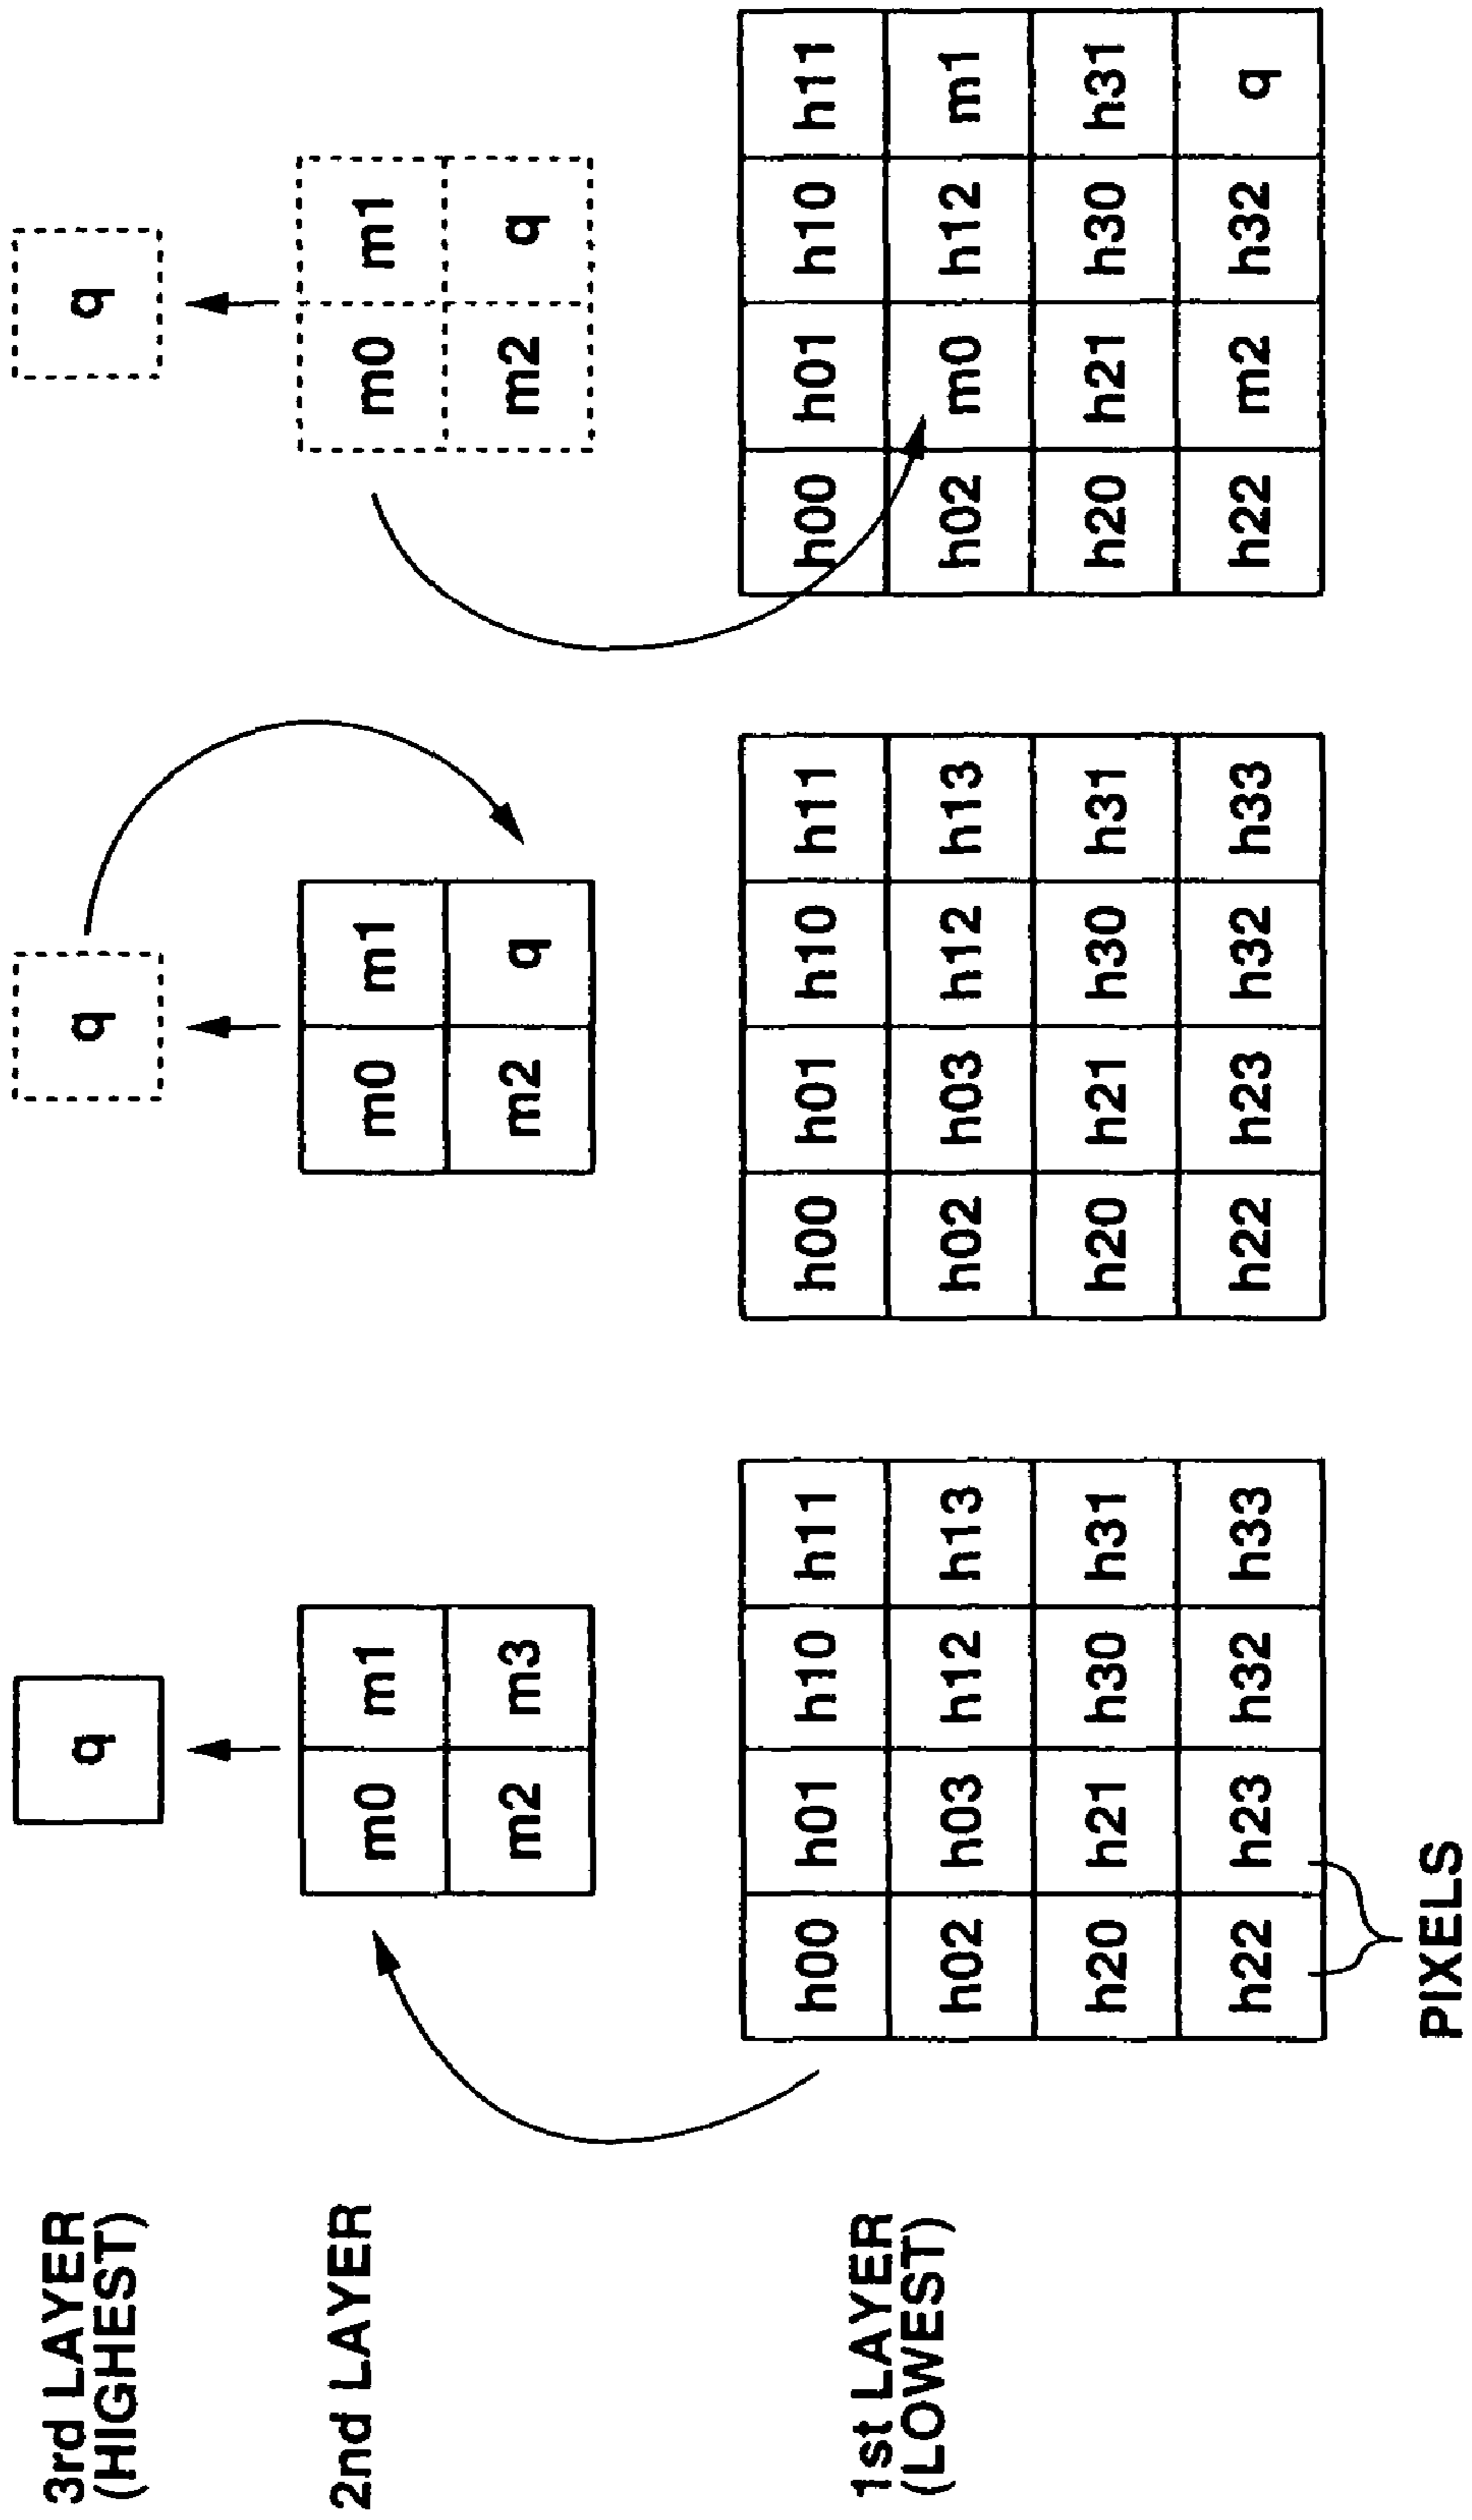 3rd LAYER
(HIGHEST)
q q q
2nd LAYER
m0 m1 m0 m1 m0 m1
m2 m3 m2 q m2 q
1st LAYER
(LOWEST)
h00 h01 h10 h11 h00 h01 h10 h11 h00 h01 h10 h11
h02 h03 h12 h13 h02 h03 h12 h13 h02 m0 h12 m1
h20 h21 h30 h31 h20 h21 h30 h31 h20 h21 h30 h31
h22 h23 h32 h33 h22 h23 h32 h33 h22 m2 h32 q
PIXELS